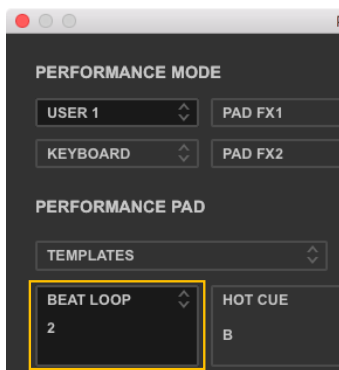 PERFORMANCE MODE
USER 1 PAD FX1
KEYBOARD PAD FX2
PERFORMANCE PAD
TEMPLATES
BEAT LOOP HOT CUE
2 B